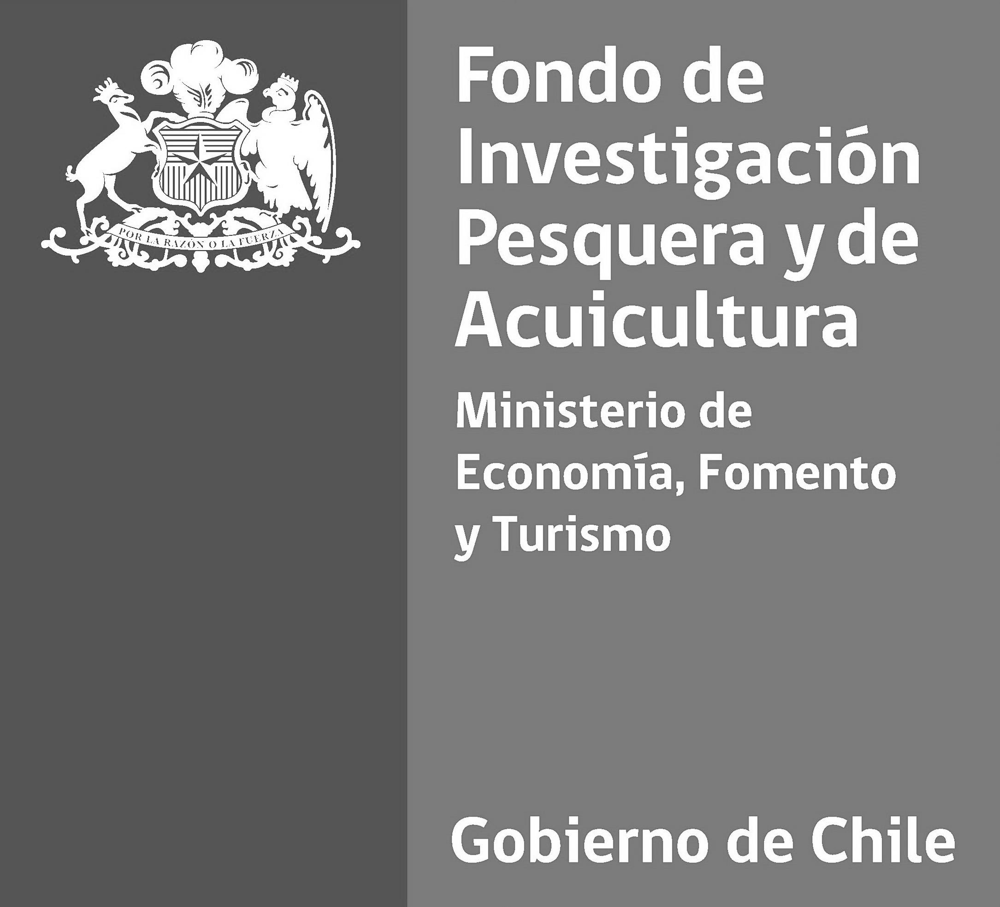 POR LA RAZÓN O LA FUERZA
Fondo de
Investigación
Pesquera y de
Acuicultura
Ministerio de
Economía, Fomento
y Turismo
Gobierno de Chile